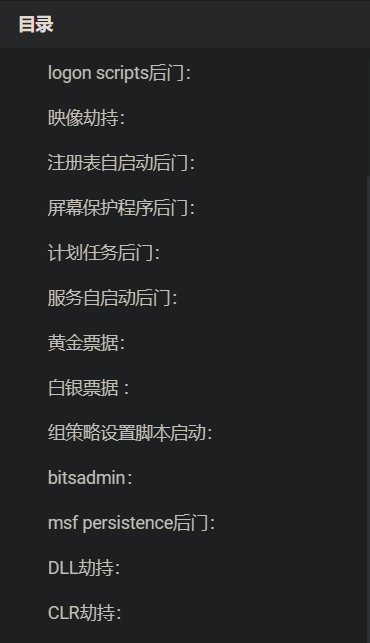 目录
logon scripts后门：
映像劫持：
注册表自启动后门：
屏幕保护程序后门：
计划任务后门：
服务自启动后门：
黄金票据：
白银票据 ：
组策略设置脚本启动：
bitsadmin：
msf persistence后门：
DLL劫持：
CLR劫持：